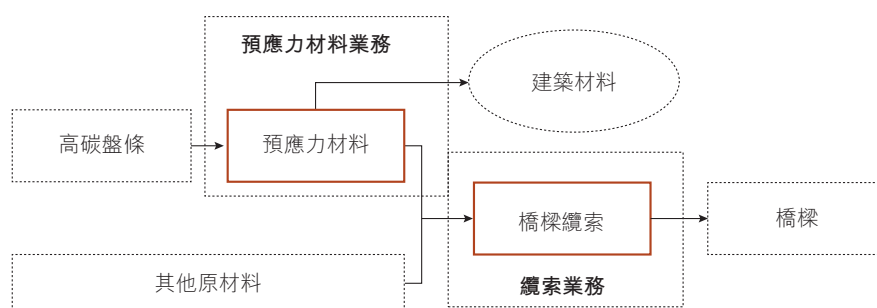 預應力材料業務
建築材料
高碳盤條
預應力材料
橋樑纜索
橋樑
其他原材料
纜索業務